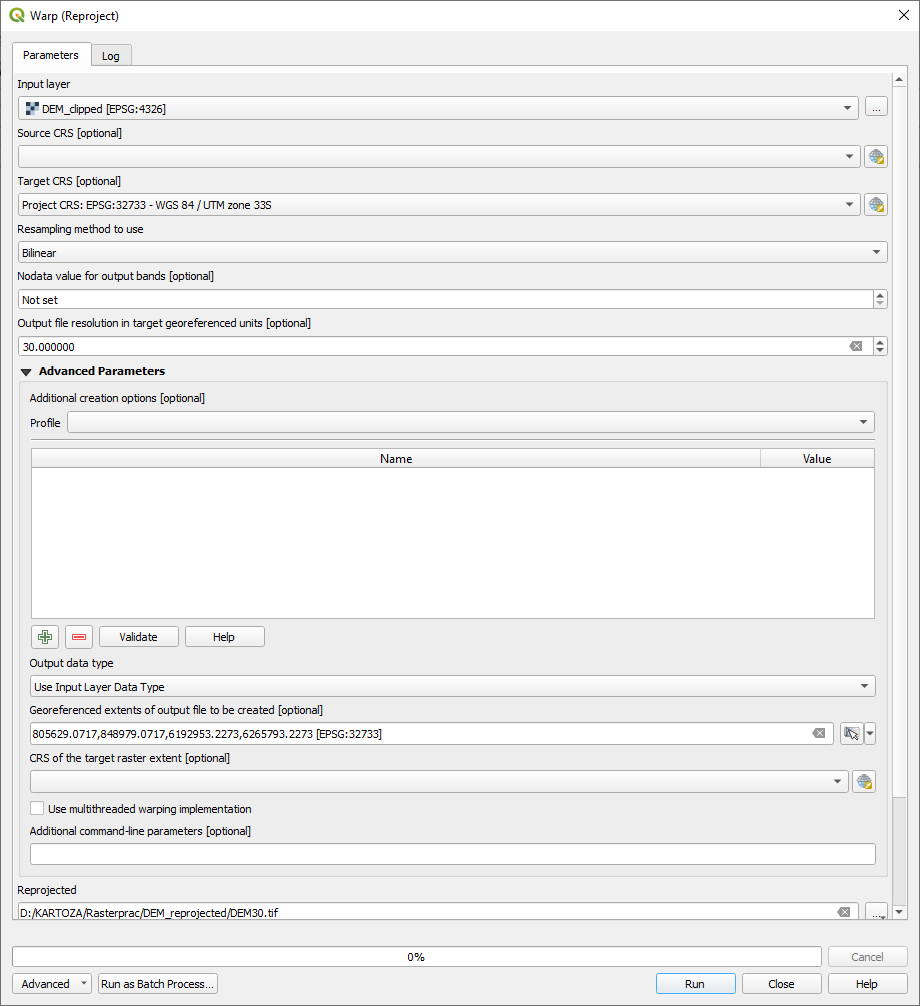 Warp (Reproject)
Parameters
Log
Input layer
DEM_clipped [EPSG:4326]
...
Source CRS [optional]
Target CRS [optional]
Project CRS: EPSG:32733 - WGS 84 / UTM zone 33S
Resampling method to use
Bilinear
Nodata value for output bands [optional]
Not set
Output file resolution in target georeferenced units [optional]
30.000000
Advanced Parameters
Additional creation options [optional]
Profile
Name Value
Validate Help
Output data type
Use Input Layer Data Type
Georeferenced extents of output file to be created [optional]
805629.0717,848979.0717,6192953.2273,6265793.2273 [EPSG:32733]
CRS of the target raster extent [optional]
Use multithreaded warping implementation
Additional command-line parameters [optional]
Reprojected
D:/KARTOZA/Rasterprac/DEM_reprojected/DEM30.tif
...
0%
Cancel
Advanced Run as Batch Process... Run Close Help